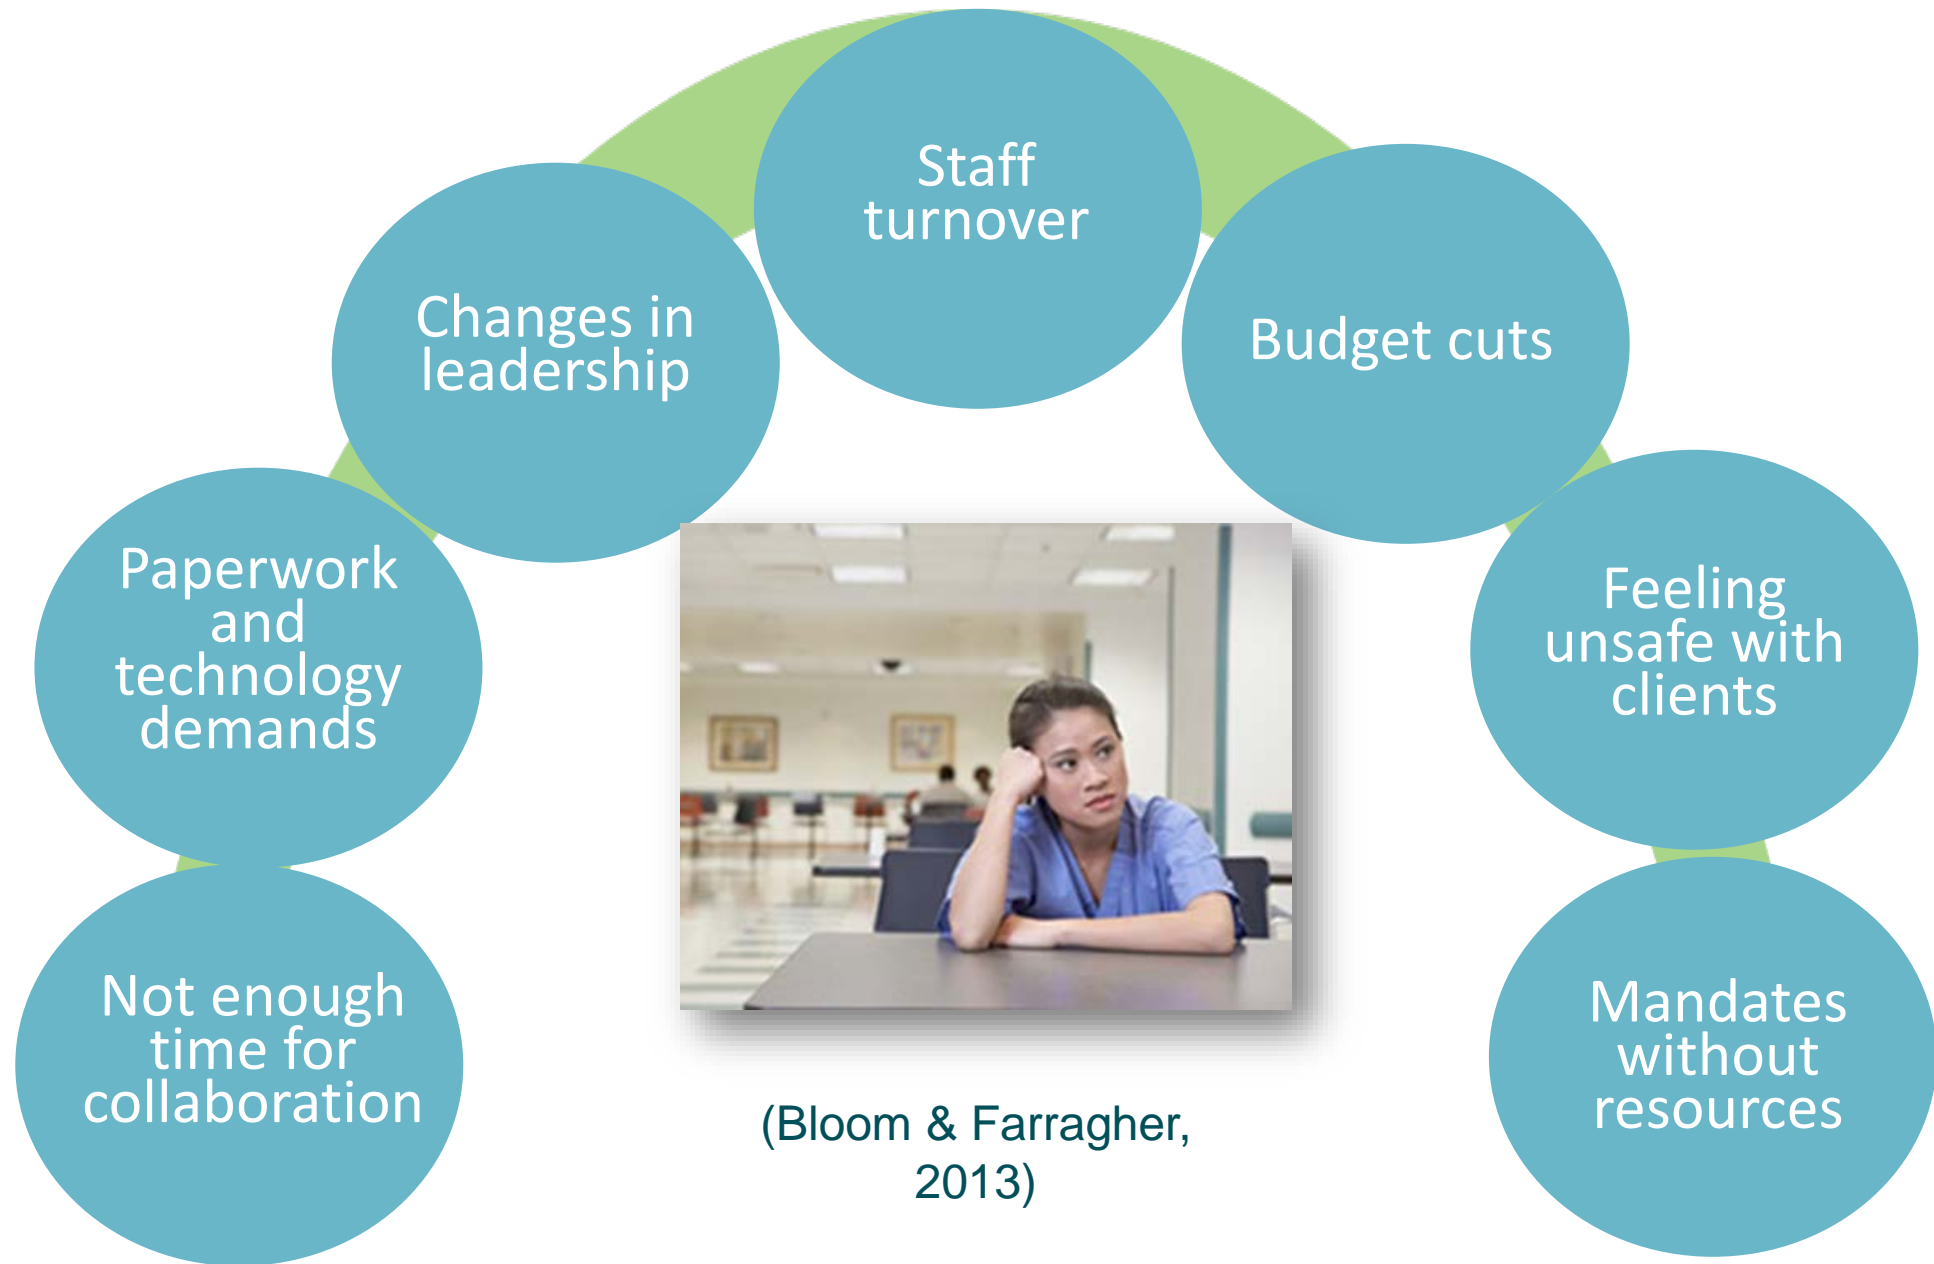 Staff
turnover
Changes in
leadership
Budget cuts
Paperwork
and
technology
demands
Feeling
unsafe with
clients
Not enough
time for
collaboration
Mandates
without
resources
(Bloom & Farragher,
2013)